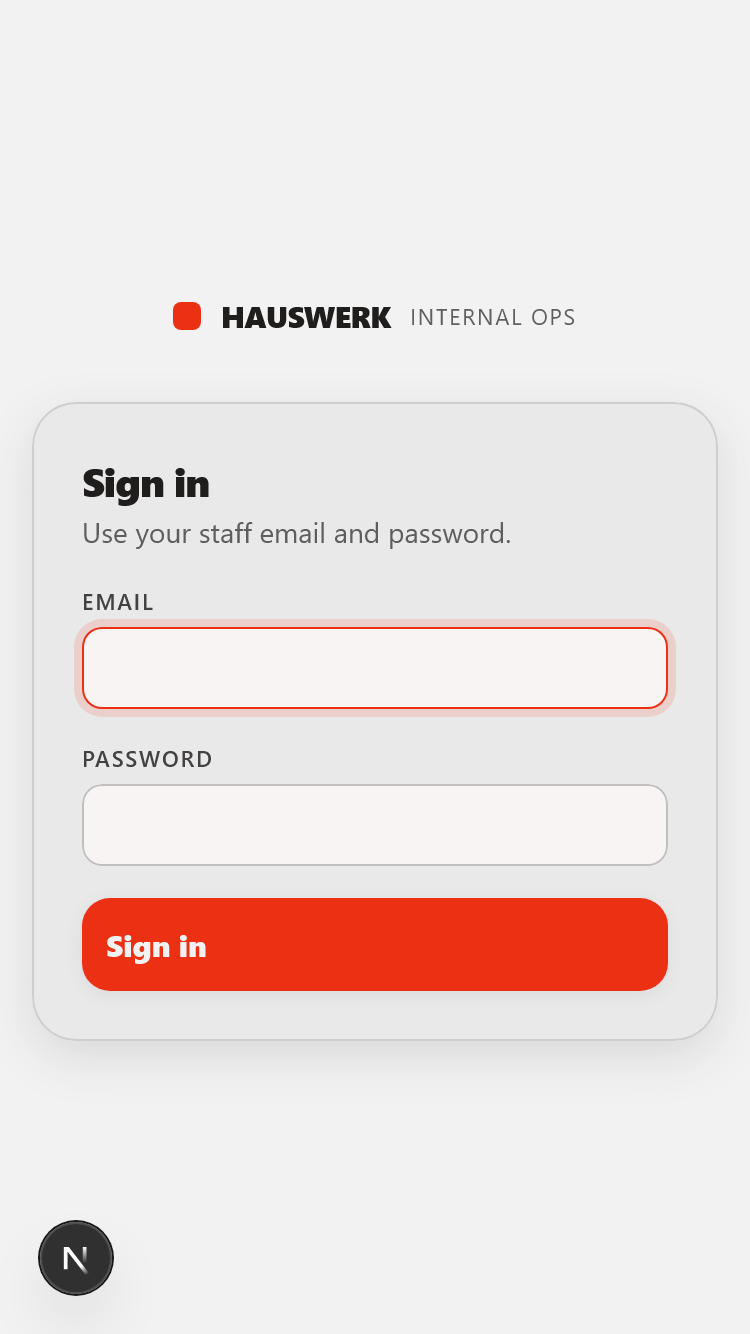 HAUSWERK INTERNAL OPS
Sign in
Use your staff email and password.
EMAIL
PASSWORD
Sign in
N